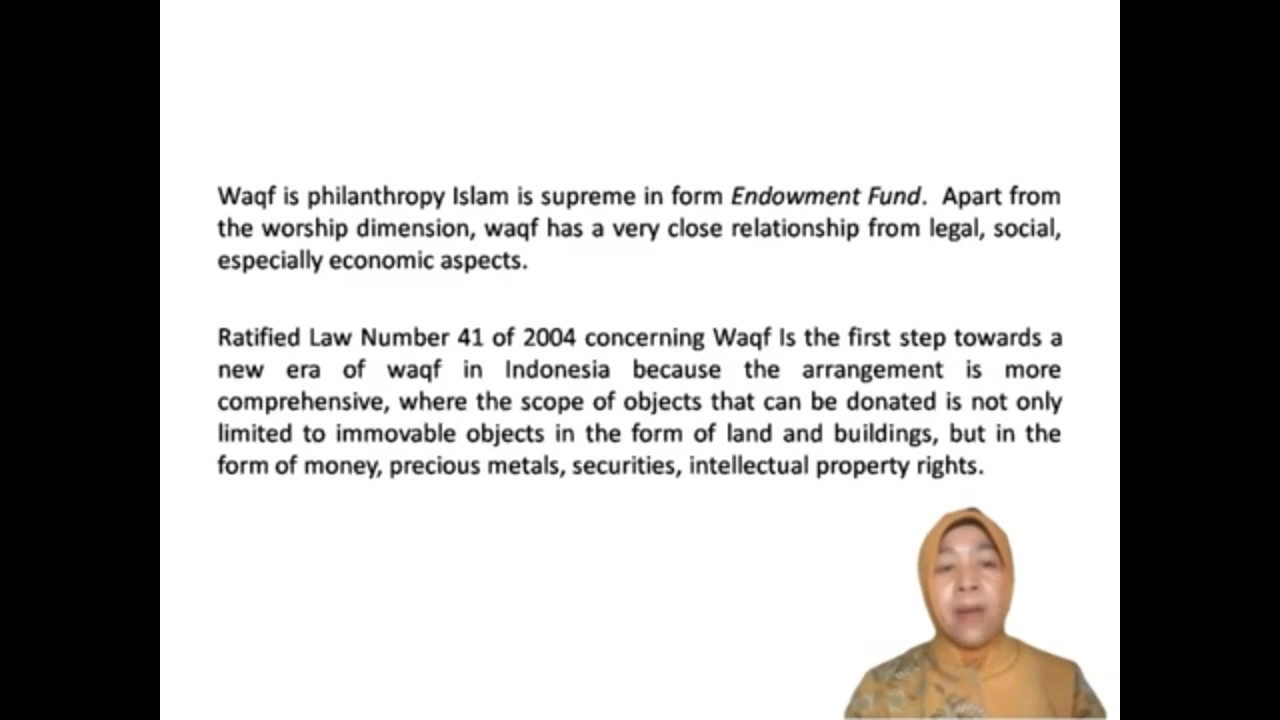 Waqf is philanthropy Islam is supreme in form Endowment Fund. Apart from
the worship dimension, waqf has a very close relationship from legal, social,
especially economic aspects.
Ratified Law Number 41 of 2004 concerning Waqf Is the first step towards a
new era of waqf in Indonesia because the arrangement is more
comprehensive, where the scope of objects that can be donated is not only
limited to immovable objects in the form of land and buildings, but in the
form of money, precious metals, securities, intellectual property rights.